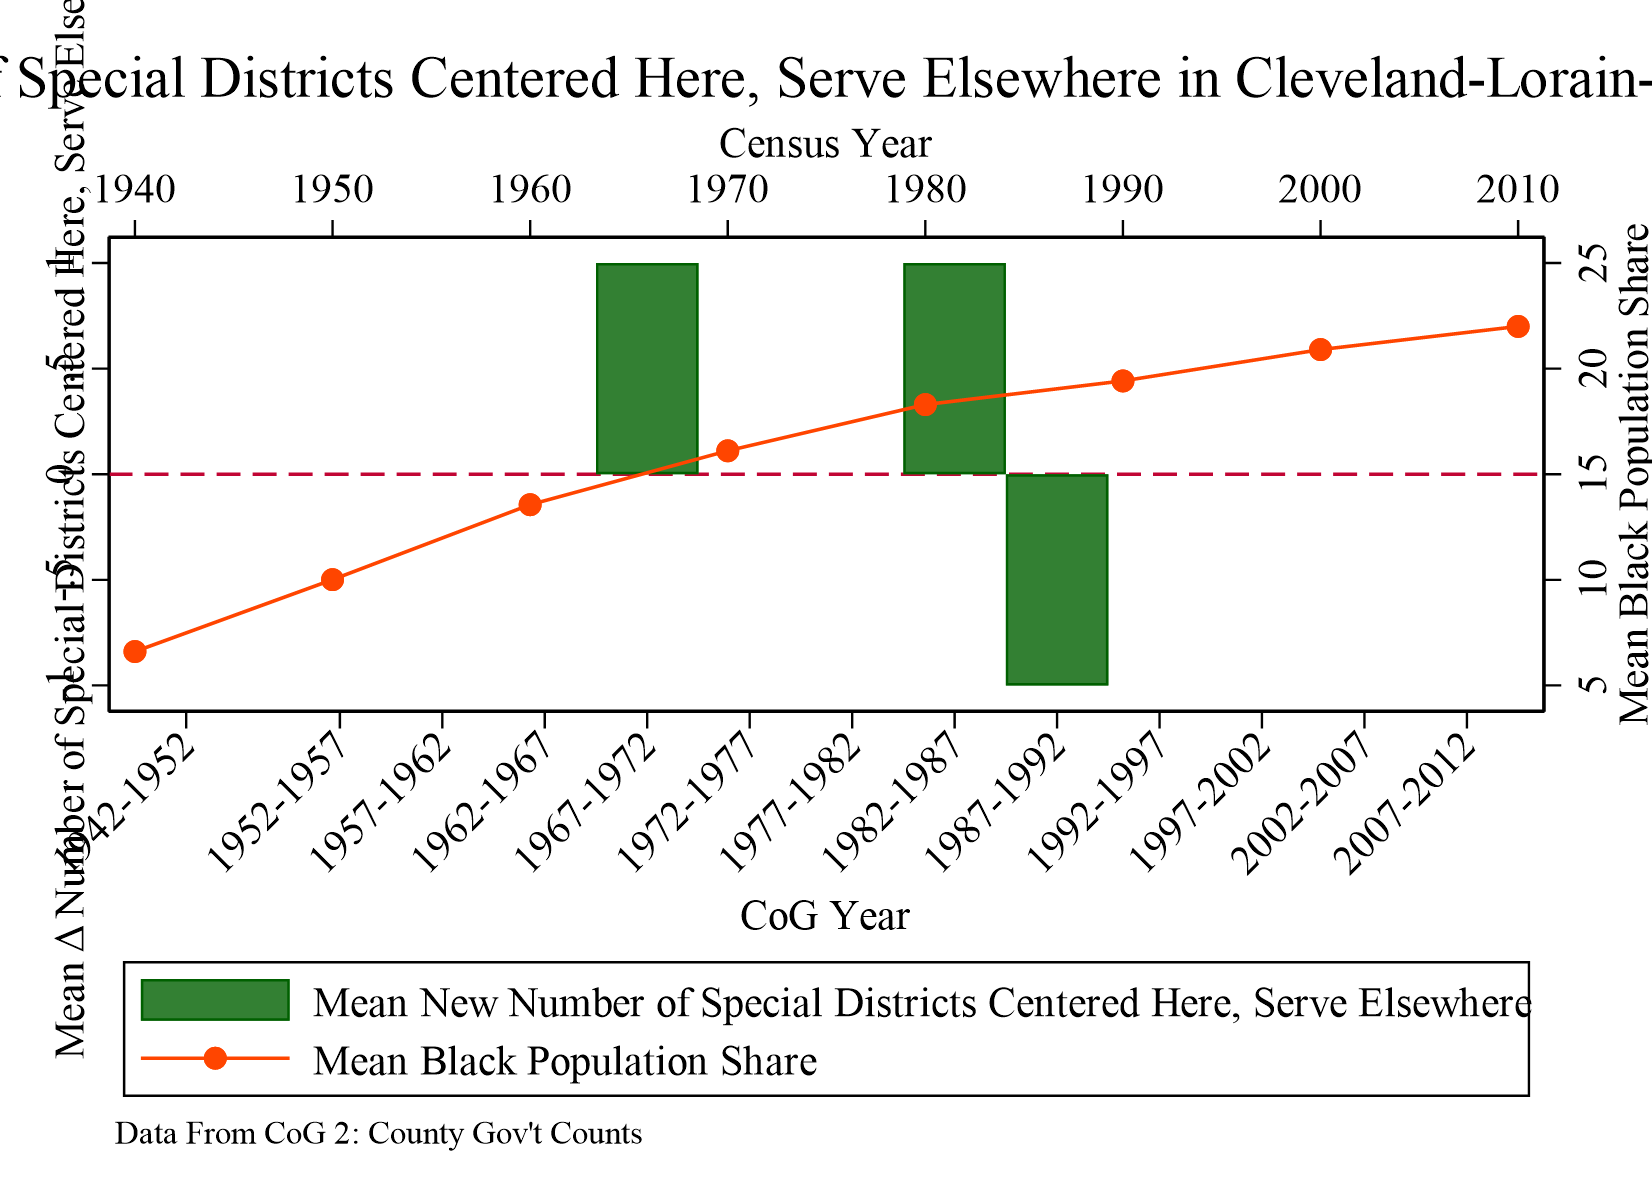 Special Districts Centered Here, Serve Elsewhere in Cleveland-Lorain-
Census Year
1940 1950 1960 1970 1980 1990 2000 2010
Mean Δ Number of Special Districts Centered Here, Serve Else
1
.5
0
-.5
-1
25
20
15
10
5
Mean Black Population Share
942-1952 1952-1957 1957-1962 1962-1967 1967-1972 1972-1977 1977-1982 1982-1987 1987-1992 1992-1997 1997-2002 2002-2007 2007-2012
CoG Year
Mean New Number of Special Districts Centered Here, Serve Elsewhere
Mean Black Population Share
Data From CoG 2: County Gov't Counts